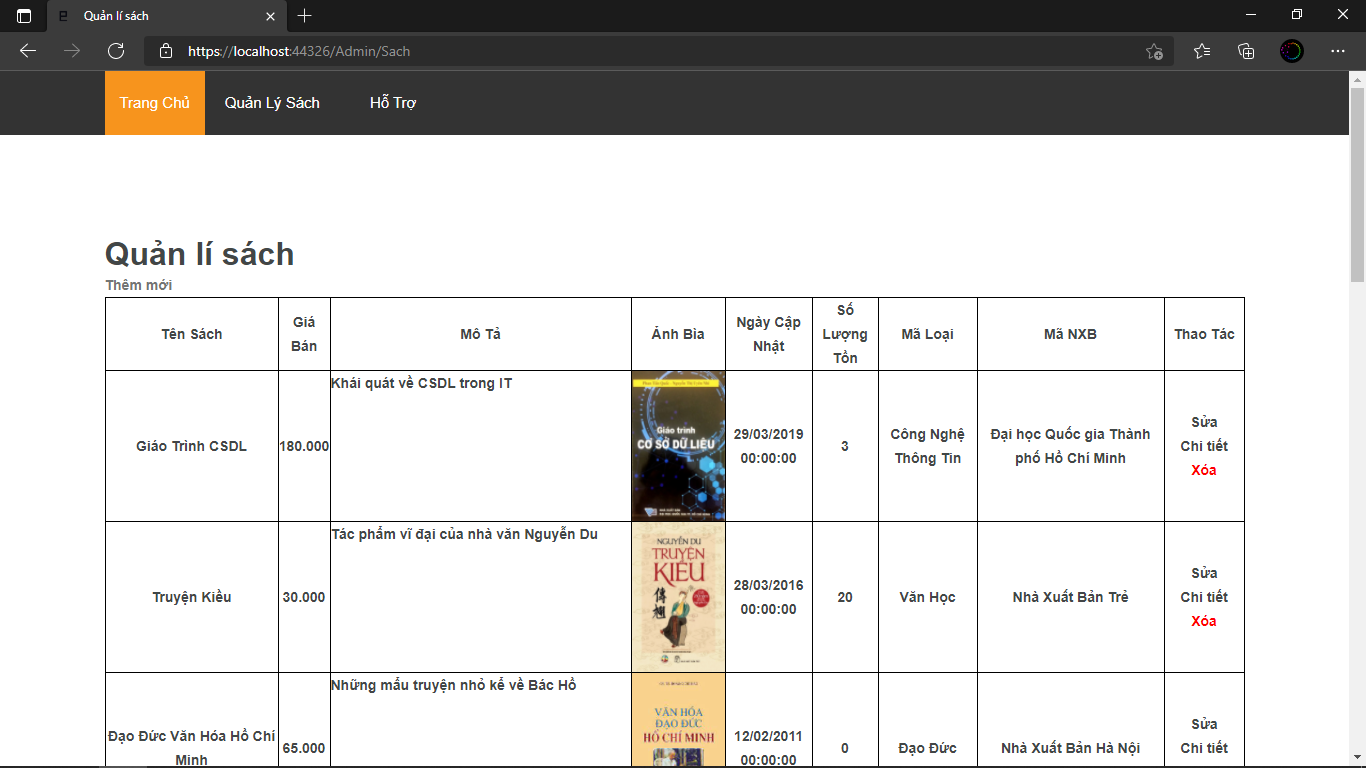 Quản lí sách
https://localhost:44326/Admin/Sach
Trang Chủ
Quản Lý Sách
Hỗ Trợ
Quản lí sách
Thêm mới
Tên Sách
Giá
Bán
Mô Tả
Ảnh Bìa
Ngày Cập
Nhật
Số
Lượng
Tồn
Mã Loại
Mã NXB
Thao Tác
Giáo Trình CSDL
180.000
Khái quát về CSDL trong IT
Giáo trình
CƠ SỞ DỮ LIỆU
29/03/2019
00:00:00
3
Công Nghệ
Thông Tin
Đại học Quốc gia Thành
phố Hồ Chí Minh
Sửa
Chi tiết
Xóa
Truyện Kiều
30.000
Tác phẩm vĩ đại của nhà văn Nguyễn Du
NGUYỄN DU
TRUYỆN
KIỀU
28/03/2016
00:00:00
20
Văn Học
Nhà Xuất Bản Trẻ
Sửa
Chi tiết
Xóa
Đạo Đức Văn Hóa Hồ Chí
Minh
65.000
Những mẩu truyện nhỏ kể về Bác Hồ
VĂN HÓA
ĐẠO ĐỨC
HỒ CHÍ MINH
12/02/2011
00:00:00
0
Đạo Đức
Nhà Xuất Bản Hà Nội
Sửa
Chi tiết